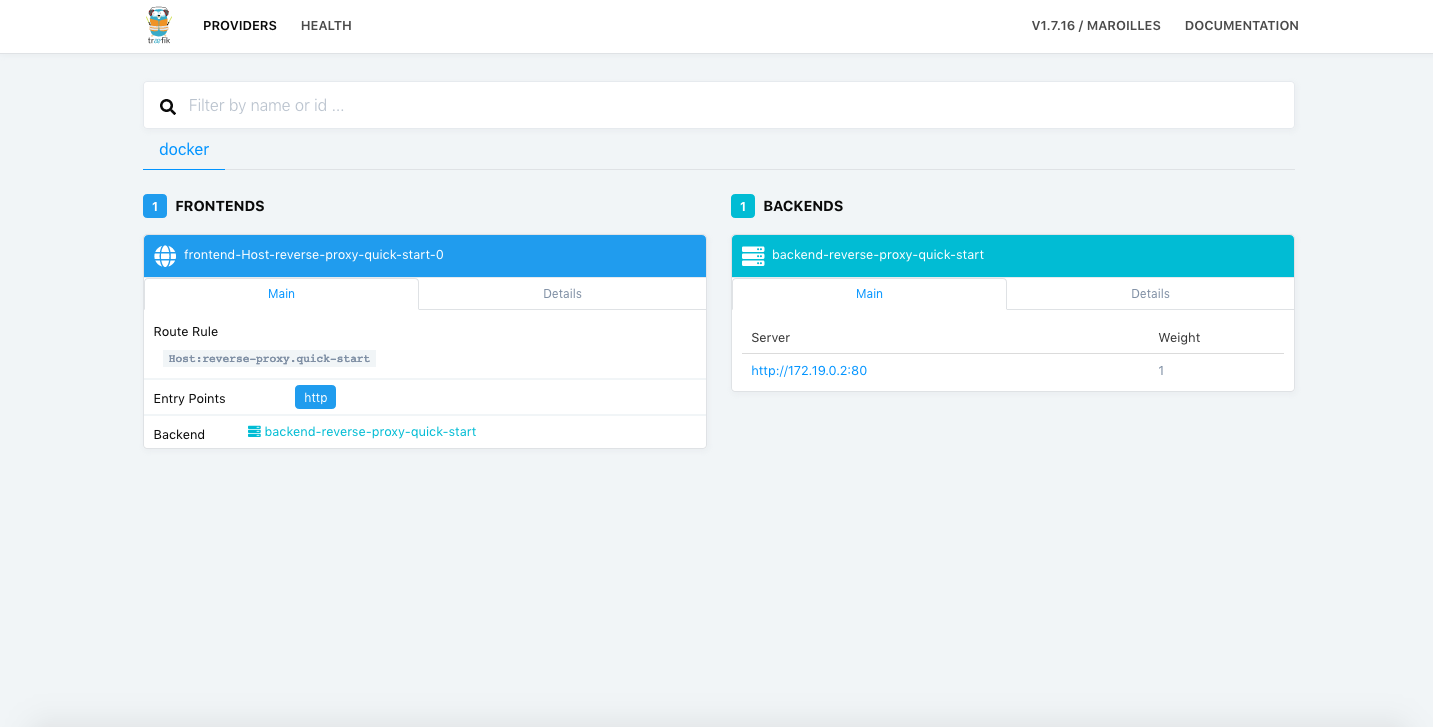 træfik
PROVIDERS HEALTH V1.7.16 / MAROILLES DOCUMENTATION
Filter by name or id ...
docker
1 FRONTENDS
frontend-Host-reverse-proxy-quick-start-0
Main Details
Route Rule
Host:reverse-proxy.quick-start
Entry Points http
Backend backend-reverse-proxy-quick-start
1 BACKENDS
backend-reverse-proxy-quick-start
Main Details
Server Weight
http://172.19.0.2:80 1